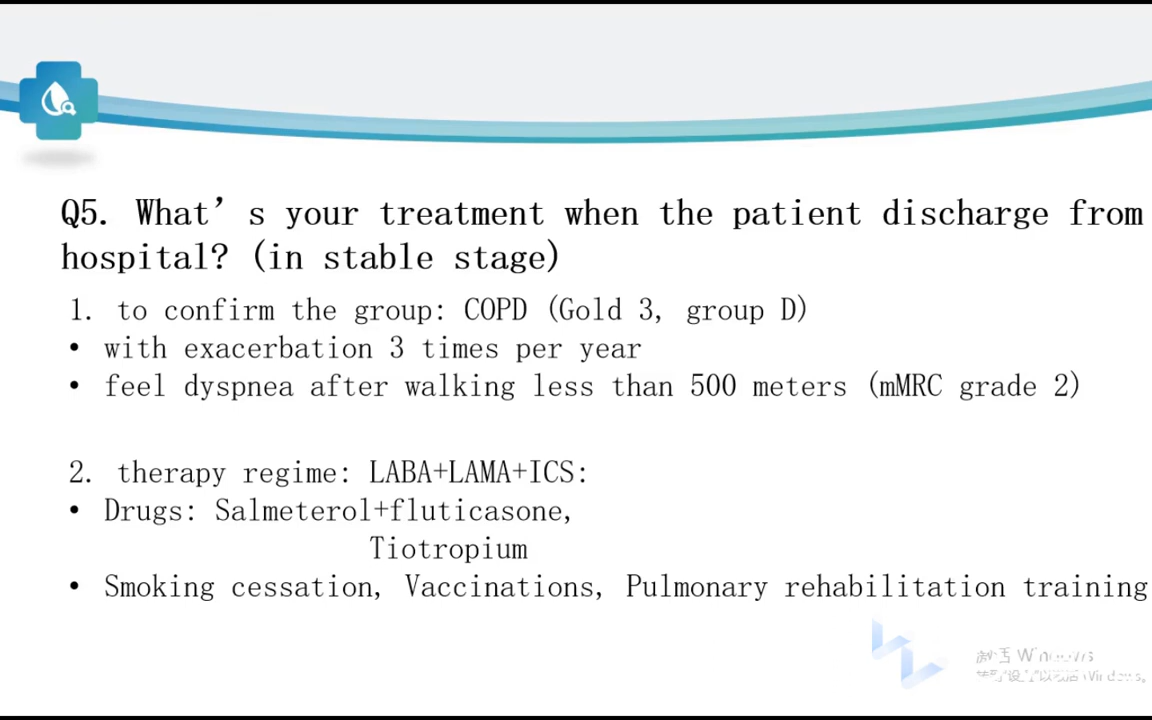 Q5. What's your treatment when the patient discharge from
hospital? (in stable stage)
1. to confirm the group: COPD (Gold 3, group D)
• with exacerbation 3 times per year
• feel dyspnea after walking less than 500 meters (mMRC grade 2)
2. therapy regime: LABA+LAMA+ICS:
• Drugs: Salmeterol+fluticasone,
Tiotropium
• Smoking cessation, Vaccinations, Pulmonary rehabilitation training
Windows
Windows。